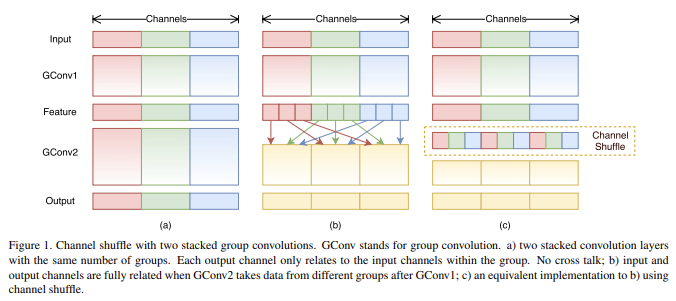 Channels Channels Channels
Input
GConv1
Feature
Channel
Shuffle
GConv2
Output
(a) (b) (c)
Figure 1. Channel shuffle with two stacked group convolutions. GConv stands for group convolution. a) two stacked convolution layers
with the same number of groups. Each output channel only relates to the input channels within the group. No cross talk; b) input and
output channels are fully related when GConv2 takes data from different groups after GConv1; c) an equivalent implementation to b) using
channel shuffle.